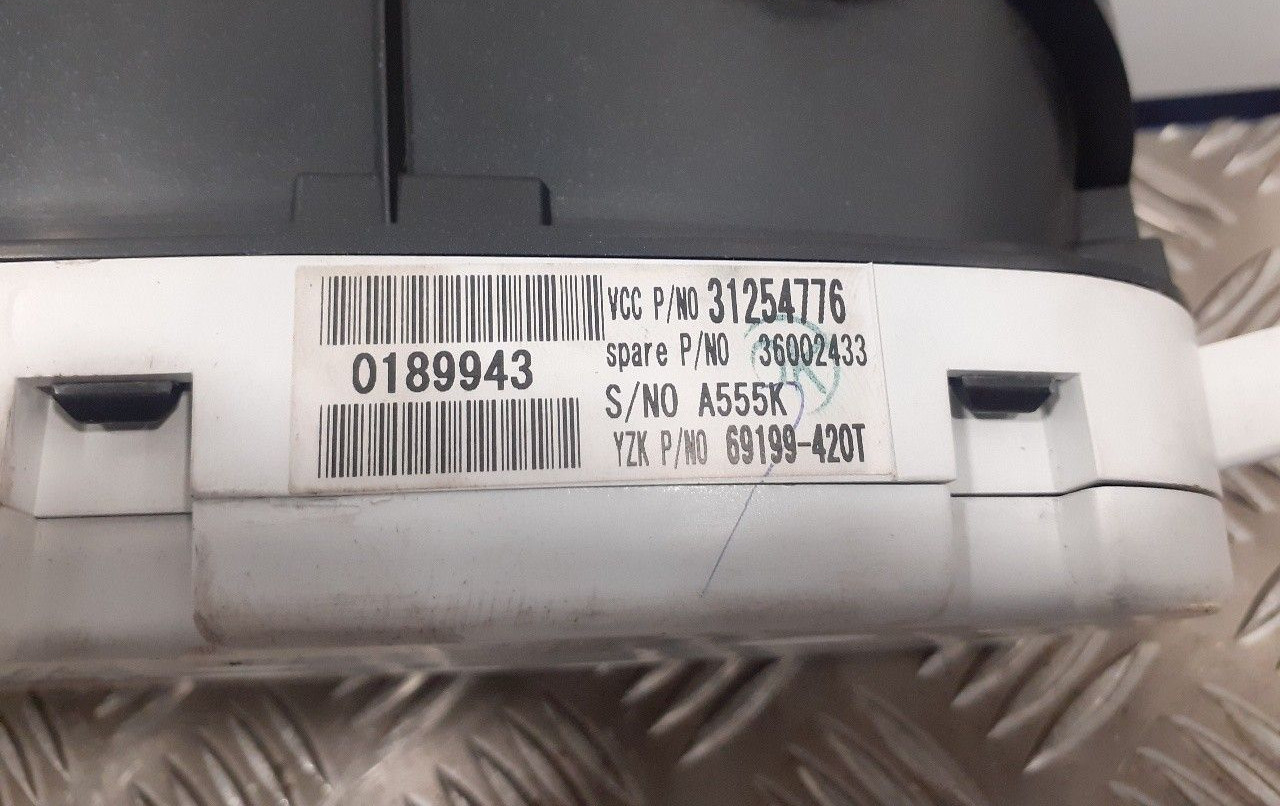 VCC P/NO 31254776
spare P/NO 36002433
0189943
S/NO A555K
YZK P/NO 69199-420T